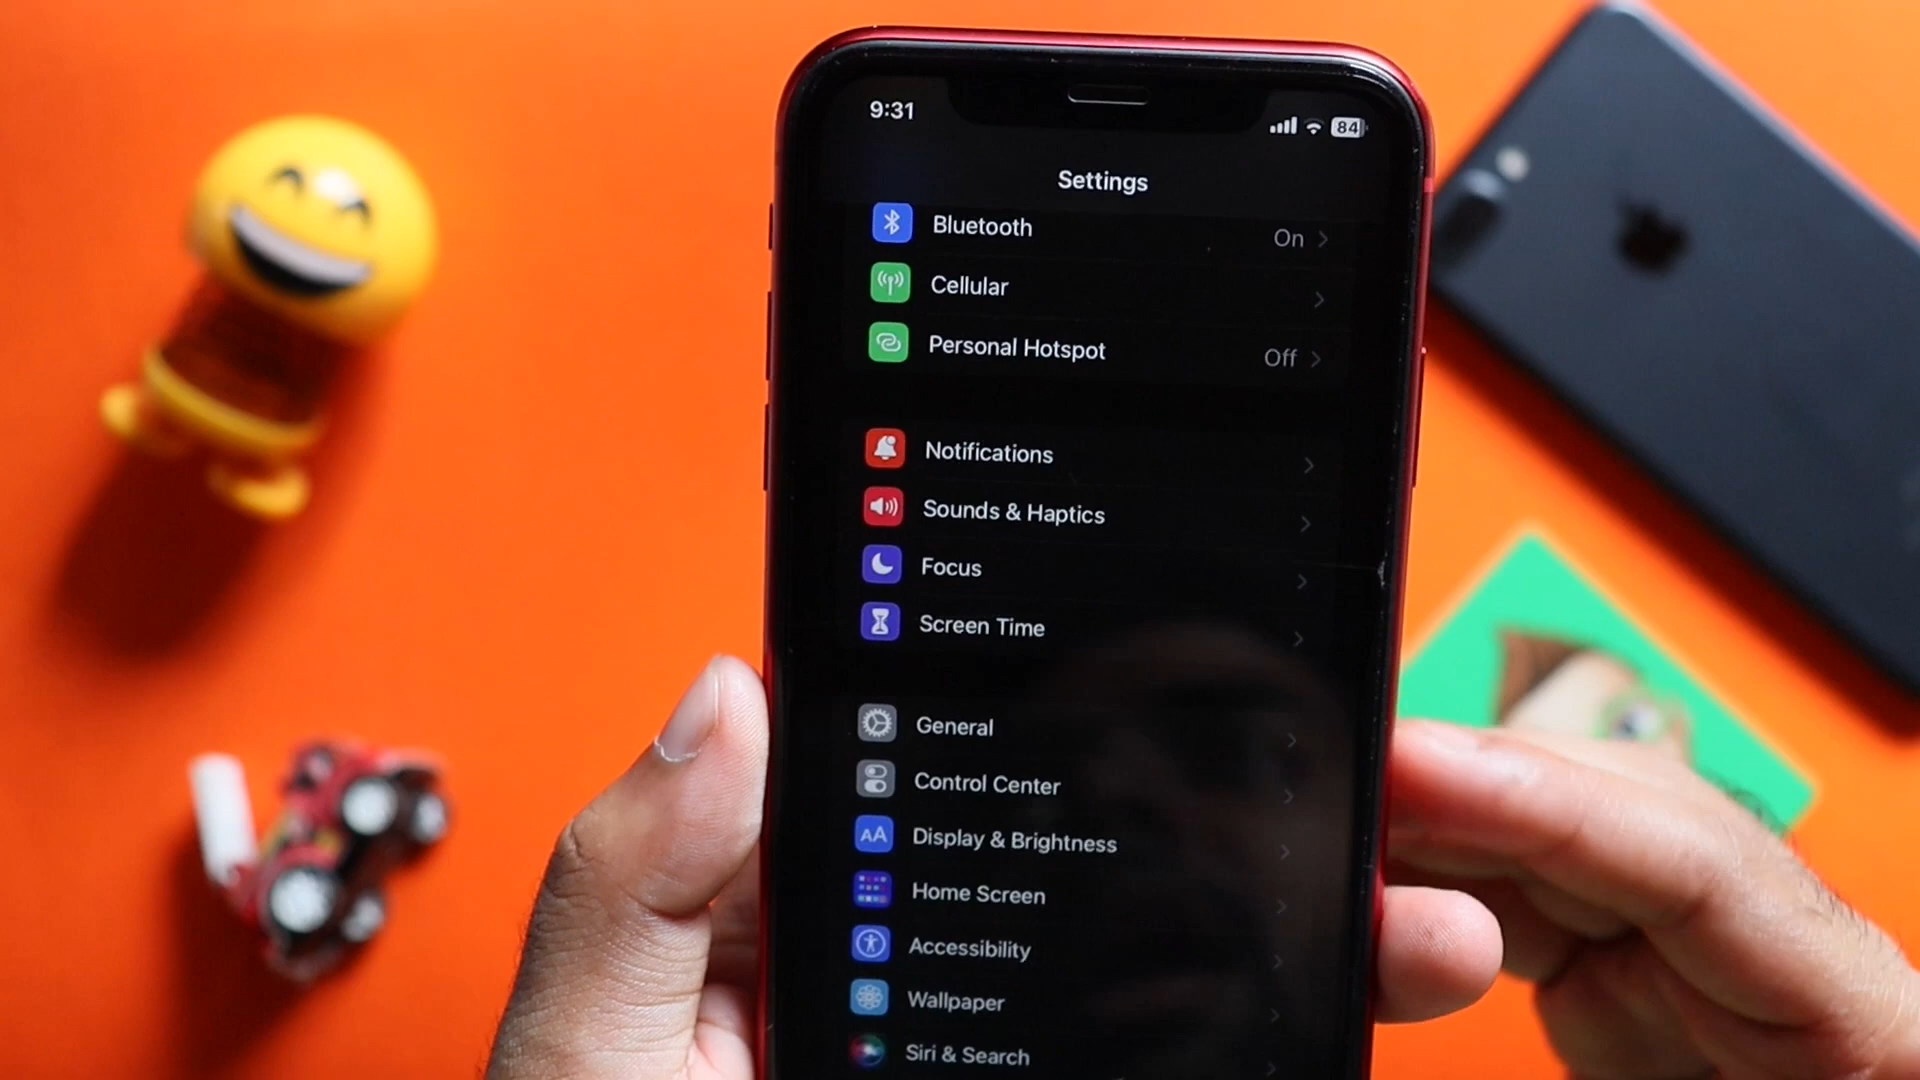 9:31
84
Settings
Bluetooth On
Cellular
Personal Hotspot Off
Notifications
Sounds & Haptics
Focus
Screen Time
General
Control Center
AA Display & Brightness
Home Screen
Accessibility
Wallpaper
Siri & Search